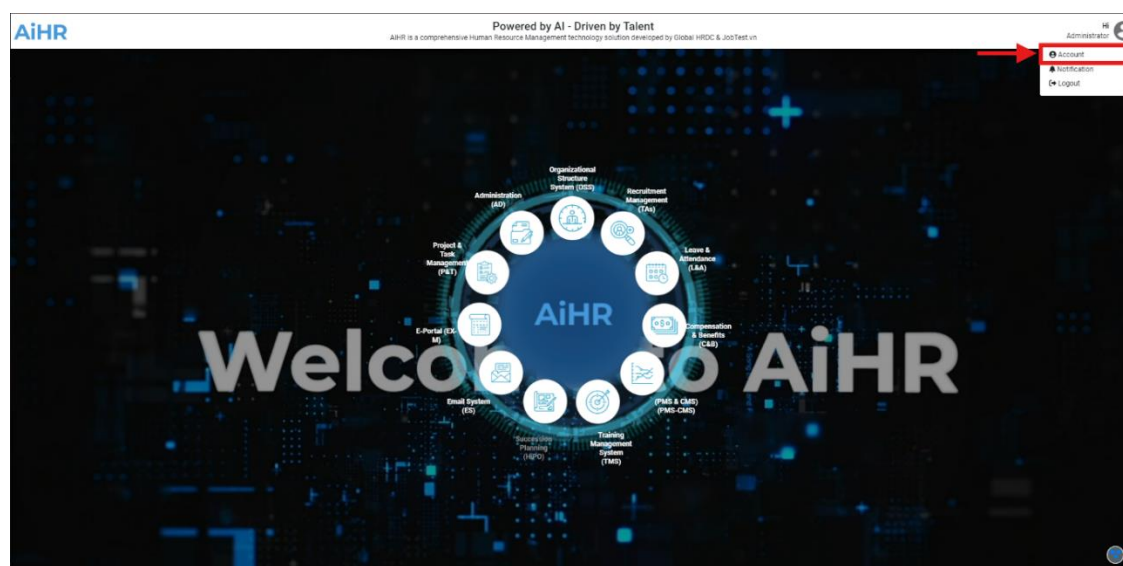 AiHR
Powered by AI - Driven by Talent
AiHR is a comprehensive Human Resource Management technology solution developed by Global HRDC & JobTest.vn
Hi
Administrator
Account
Notification
Logout
Organizational
Structure
System (OSS)
Recruitment
Management
(TAs)
Administration
(AD)
Project &
Task
Management
(P&T)
Leave &
Attendance
(L&A)
AiHR
E-Portal (EX-
M)
Compensation
& Benefits
(C&B)
Welco to AiHR
Email System
(ES)
(PMS & CMS)
(PMS-CMS)
Succession
Planning
(HIPO)
Training
Management
System
(TMS)